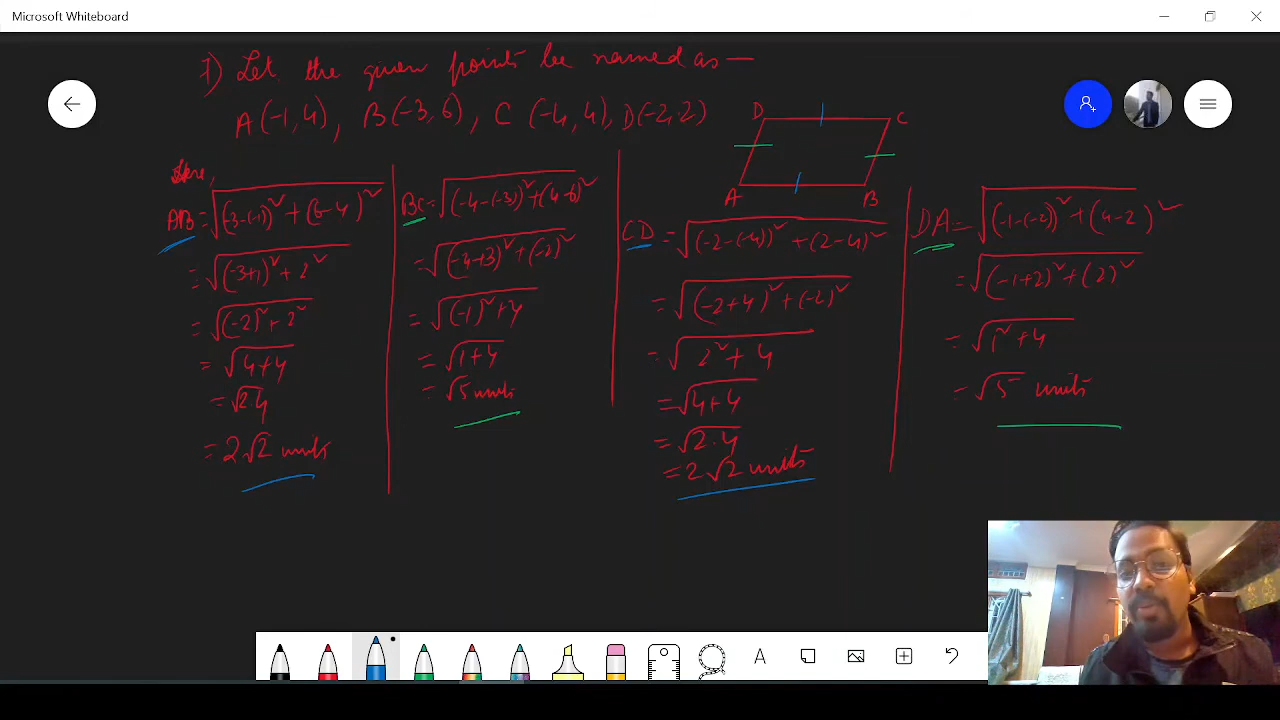 Microsoft Whiteboard
1) Let the given points be named as —
A(-1,4), B(-3,6), C(-4,4), D(-2,2)
D C
A B
Here,
AB = √(-3-(-1))² + (6-4)²
= √(-3+1)² + 2²
= √(-2)² + 2²
= √4+4
= √2·4
= 2√2 units
BC = √(-4-(-3))² + (4-6)²
= √(-4+3)² + (-2)²
= √(-1)² + 4
= √1+4
= √5 units
CD = √(-2-(-4))² + (2-4)²
= √(-2+4)² + (-2)²
= √2² + 4
= √4+4
= √2.4
= 2√2 units
DA = √(-1-(-2))² + (4-2)²
= √(-1+2)² + (2)²
= √1² + 4
= √5 units
A